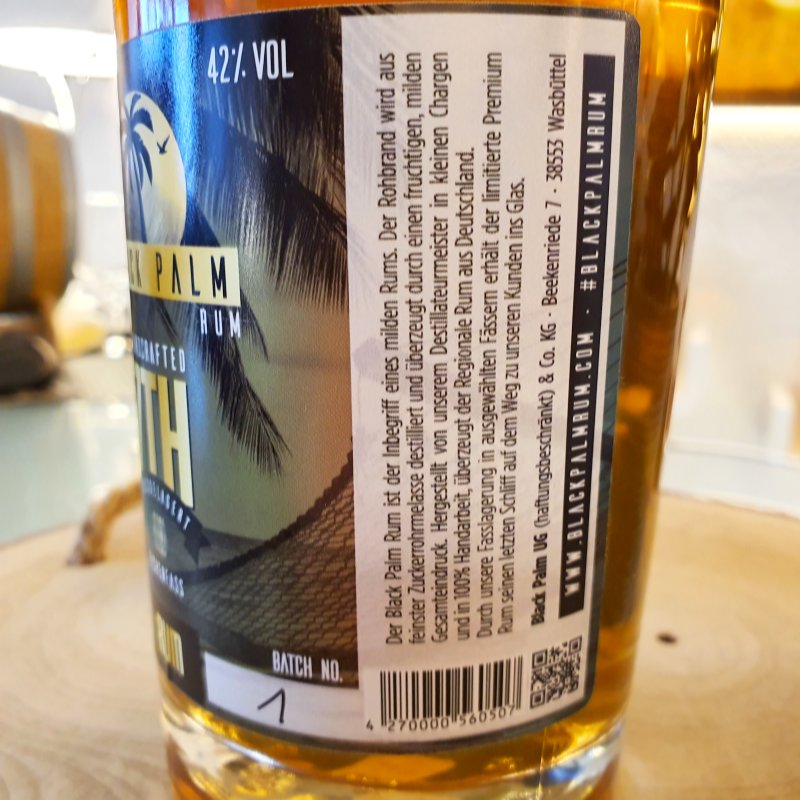 42% VOL
PALM
RUM
TH
BATCH NO.
1
Der Black Palm Rum ist der Inbegriff eines milden Rums. Der Rohbrand wird aus
feinster Zuckerrohrmelasse destilliert und überzeugt durch einen fruchtigen, milden
Gesamteindruck. Hergestellt von unserem Destillateurmeister in kleinen Chargen
und in 100% Handarbeit, überzeugt der Regionale Rum aus Deutschland.
Durch unsere Fasslagerung in ausgewählten Fässern erhält der limitierte Premium
Rum seinen letzten Schliff auf dem Weg zu unseren Kunden ins Glas.
Black Palm UG (haftungsbeschränkt) & Co. KG · Beekenriede 7 · 38553 Wasbüttel
WWW.BLACKPALMRUM.COM · #BLACKPALMRUM
4 270000 560507